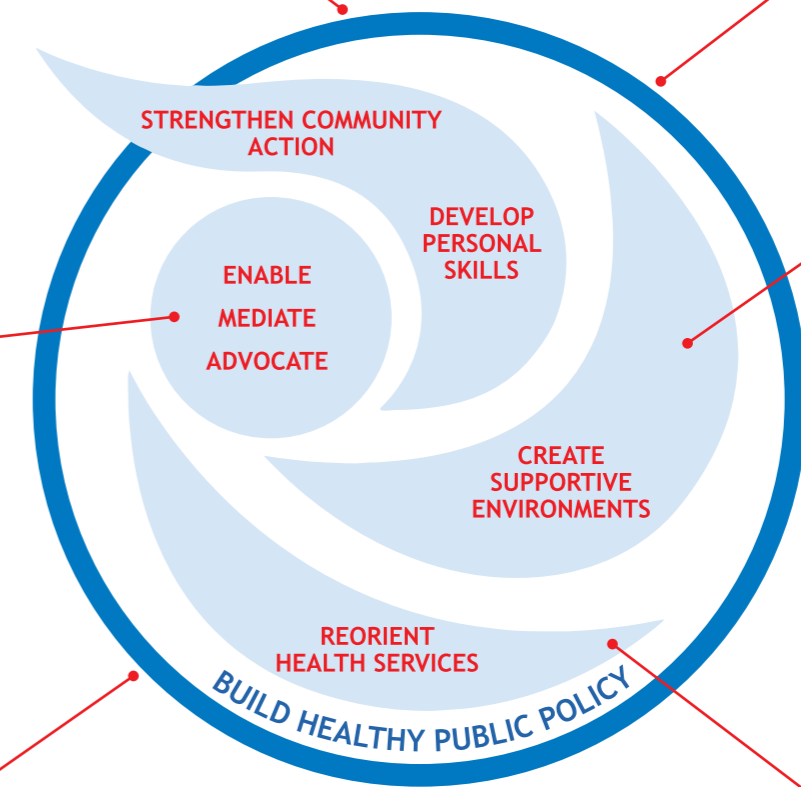 STRENGTHEN COMMUNITY
ACTION
DEVELOP
PERSONAL
SKILLS
ENABLE
MEDIATE
ADVOCATE
CREATE
SUPPORTIVE
ENVIRONMENTS
REORIENT
HEALTH SERVICES
BUILD HEALTHY PUBLIC POLICY